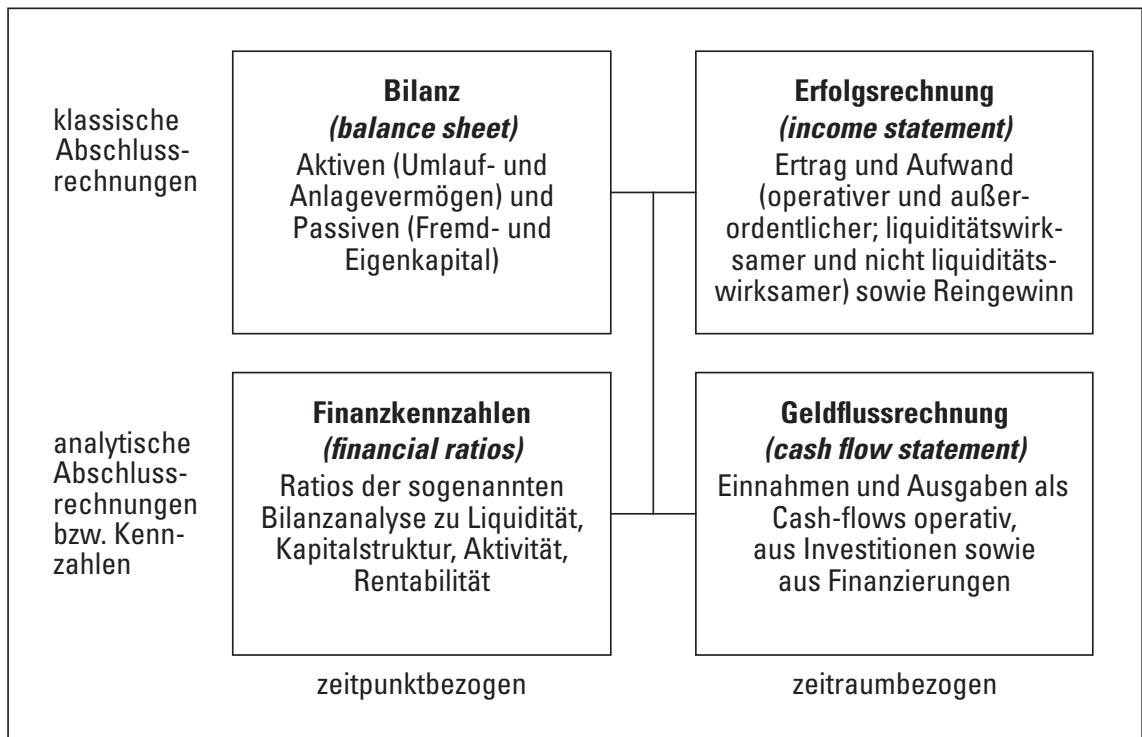 klassische
Abschluss-
rechnungen
Bilanz
(balance sheet)
Aktiven (Umlauf- und
Anlagevermögen) und
Passiven (Fremd- und
Eigenkapital)
Erfolgsrechnung
(income statement)
Ertrag und Aufwand
(operativer und außer-
ordentlicher; liquiditätswirk-
samer und nicht liquiditäts-
wirksamer) sowie Reingewinn
analytische
Abschluss-
rechnungen
bzw. Kenn-
zahlen
Finanzkennzahlen
(financial ratios)
Ratios der sogenannten
Bilanzanalyse zu Liquidität,
Kapitalstruktur, Aktivität,
Rentabilität
Geldflussrechnung
(cash flow statement)
Einnahmen und Ausgaben als
Cash-flows operativ,
aus Investitionen sowie
aus Finanzierungen
zeitpunktbezogen
zeitraumbezogen